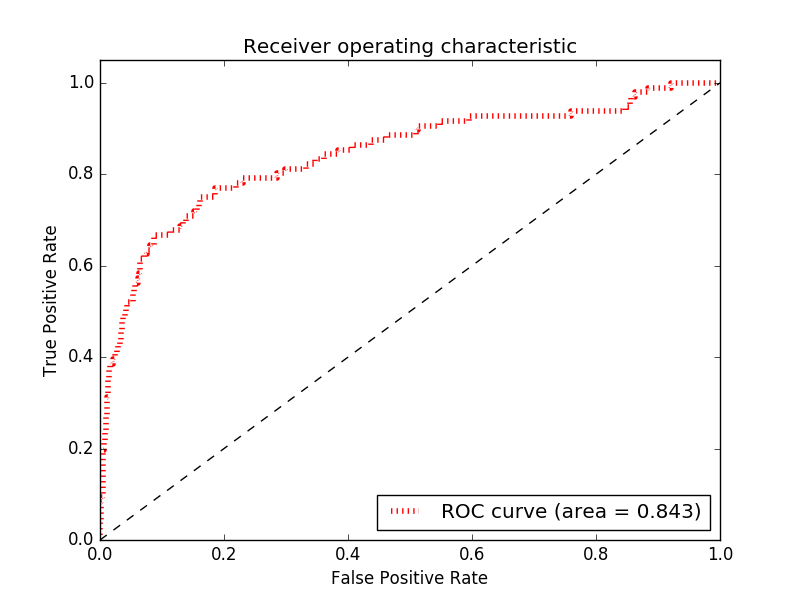 Receiver operating characteristic
1.0
0.8
0.6
0.4
0.2
0.0
True Positive Rate
ROC curve (area = 0.843)
0.0 0.2 0.4 0.6 0.8 1.0
False Positive Rate